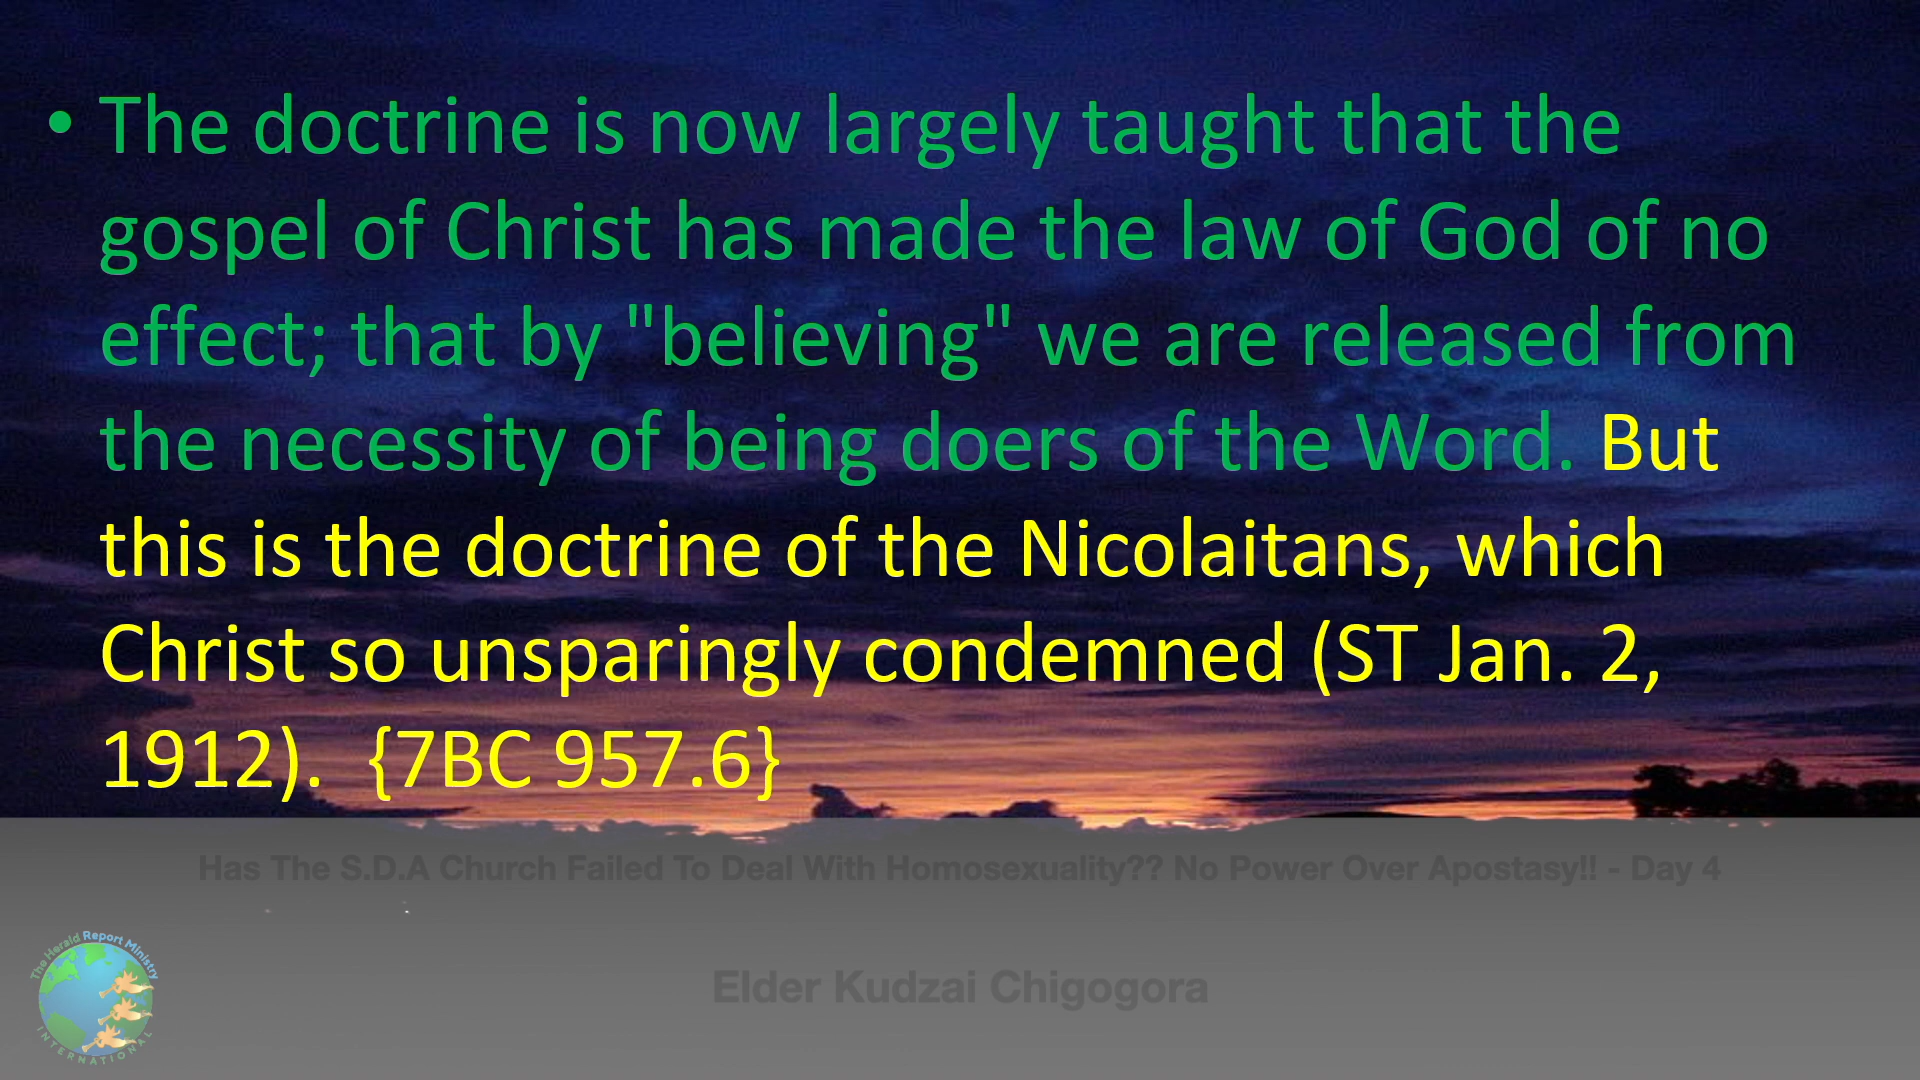 • The doctrine is now largely taught that the
gospel of Christ has made the law of God of no
effect; that by "believing" we are released from
the necessity of being doers of the Word. But
this is the doctrine of the Nicolaitans, which
Christ so unsparingly condemned (ST Jan. 2,
1912).  {7BC 957.6}
Has The S.D.A Church Failed To Deal With Homosexuality?? No Power Over Apostasy!! - Day 4
The Herald Report Ministry
INTERNATIONAL
Elder Kudzai Chigogora